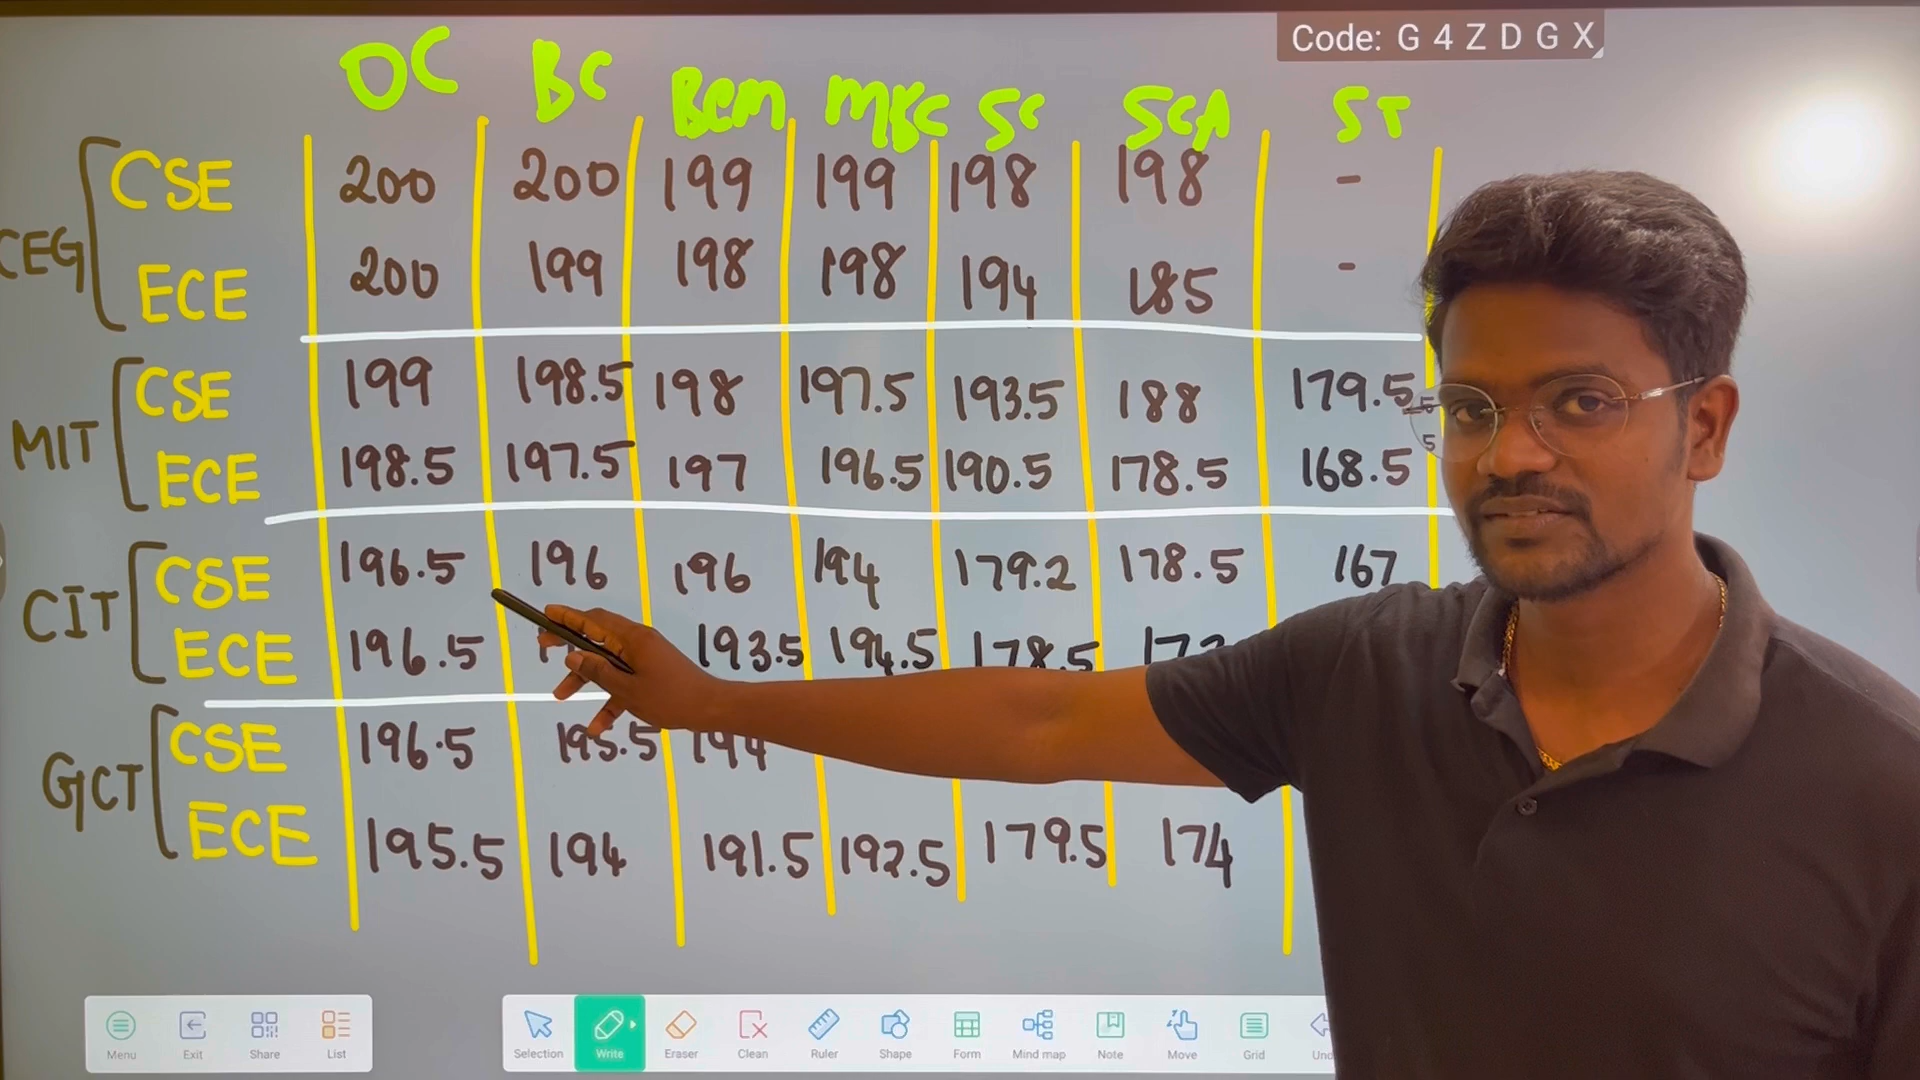 Code: G 4 Z D G X
OC BC BCM MBC SC SCA ST
CEG
CSE 200 200 199 199 198 198 -
ECE 200 199 198 198 194 185 -
MIT
CSE 199 198.5 198 197.5 193.5 188 179.5
ECE 198.5 197.5 197 196.5 190.5 178.5 168.5
CIT
CSE 196.5 196 196 194 179.2 178.5 167
ECE 196.5 193.5 194.5 178.5
GCT
CSE 196.5 195.5 194
ECE 195.5 194 191.5 192.5 179.5 174
Menu Exit Share List Selection Write Eraser Clean Ruler Shape Form Mind map Note Move Grid